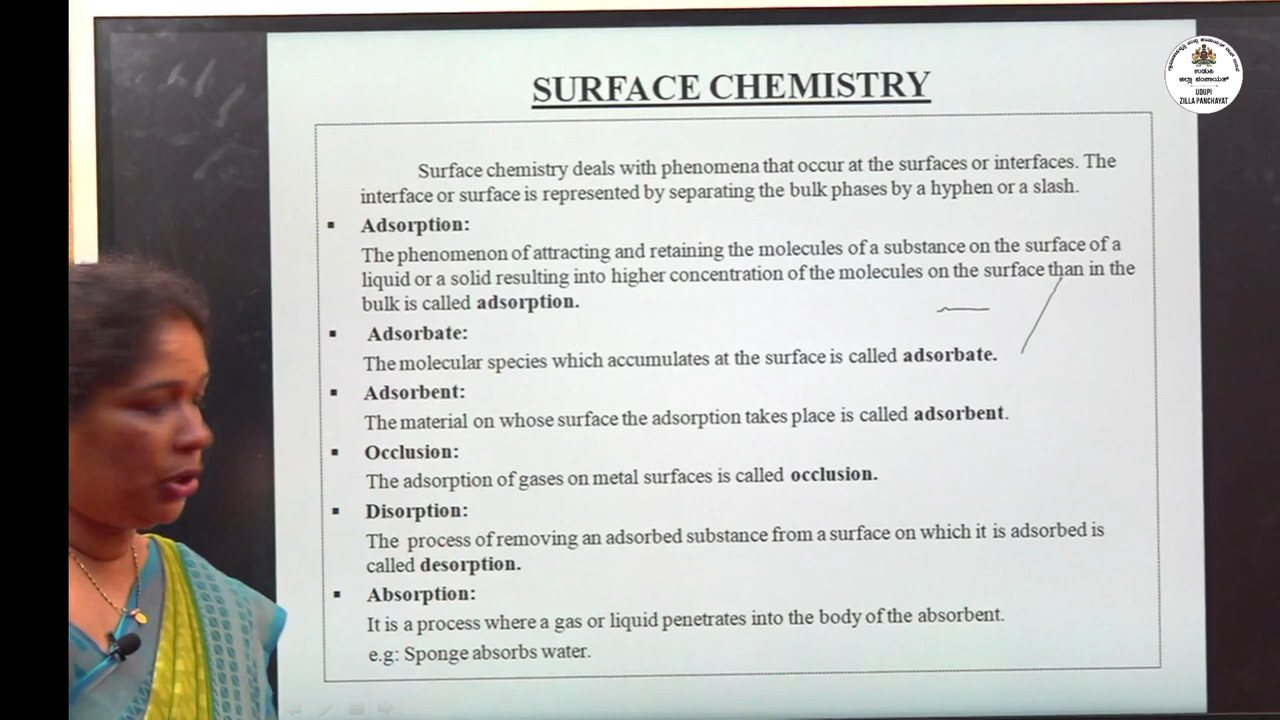 SURFACE CHEMISTRY
Surface chemistry deals with phenomena that occur at the surfaces or interfaces. The
interface or surface is represented by separating the bulk phases by a hyphen or a slash.
▪ Adsorption:
The phenomenon of attracting and retaining the molecules of a substance on the surface of a
liquid or a solid resulting into higher concentration of the molecules on the surface than in the
bulk is called adsorption.
▪ Adsorbate:
The molecular species which accumulates at the surface is called adsorbate.
▪ Adsorbent:
The material on whose surface the adsorption takes place is called adsorbent.
▪ Occlusion:
The adsorption of gases on metal surfaces is called occlusion.
▪ Disorption:
The process of removing an adsorbed substance from a surface on which it is adsorbed is
called desorption.
▪ Absorption:
It is a process where a gas or liquid penetrates into the body of the absorbent.
e.g: Sponge absorbs water.
ಉಡುಪಿ
ಜಿಲ್ಲಾ ಪಂಚಾಯತ್
UDUPI
ZILLA PANCHAYAT